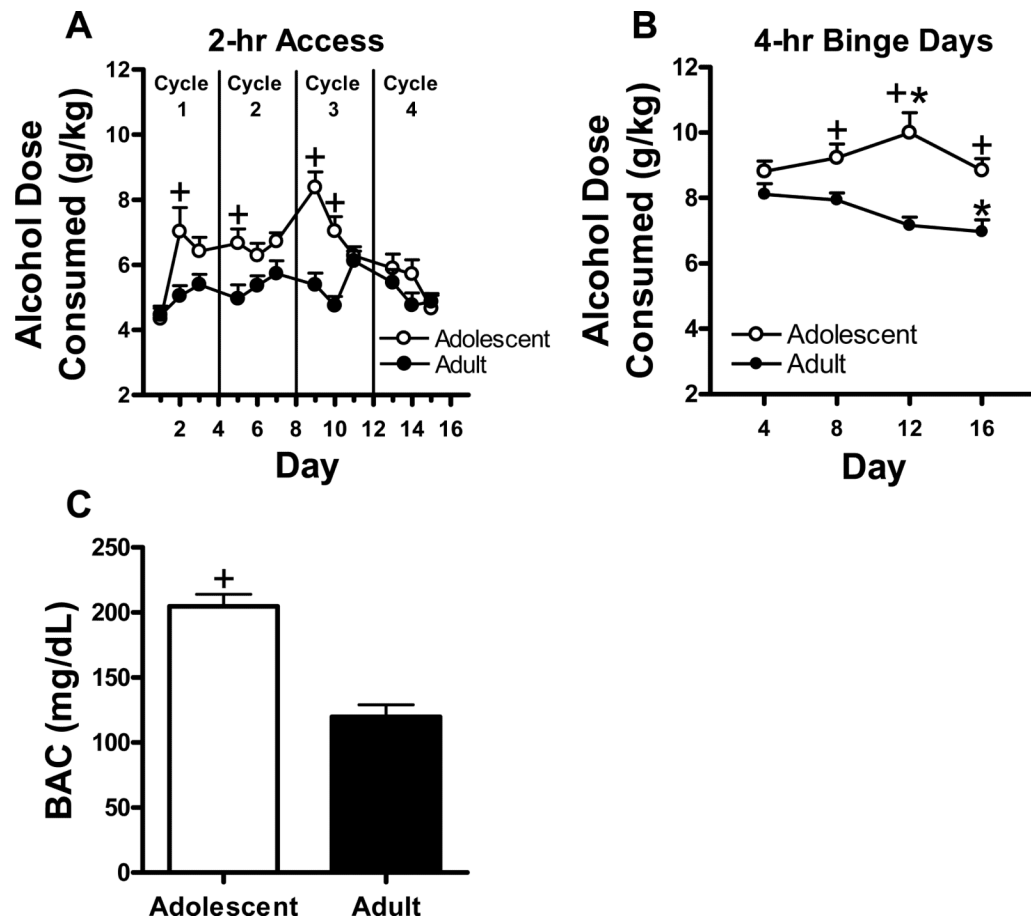 A
2-hr Access
Alcohol Dose
Consumed (g/kg)
12
10
8
6
4
2
Cycle
1
Cycle
2
Cycle
3
Cycle
4
+
+
+
+
Adolescent
Adult
2
4
6
8
10
12
14
16
Day
B
4-hr Binge Days
Alcohol Dose
Consumed (g/kg)
12
10
8
6
4
2
+
+*
+
*
Adolescent
Adult
4
8
12
16
Day
C
BAC (mg/dL)
250
200
150
100
50
0
+
Adolescent
Adult